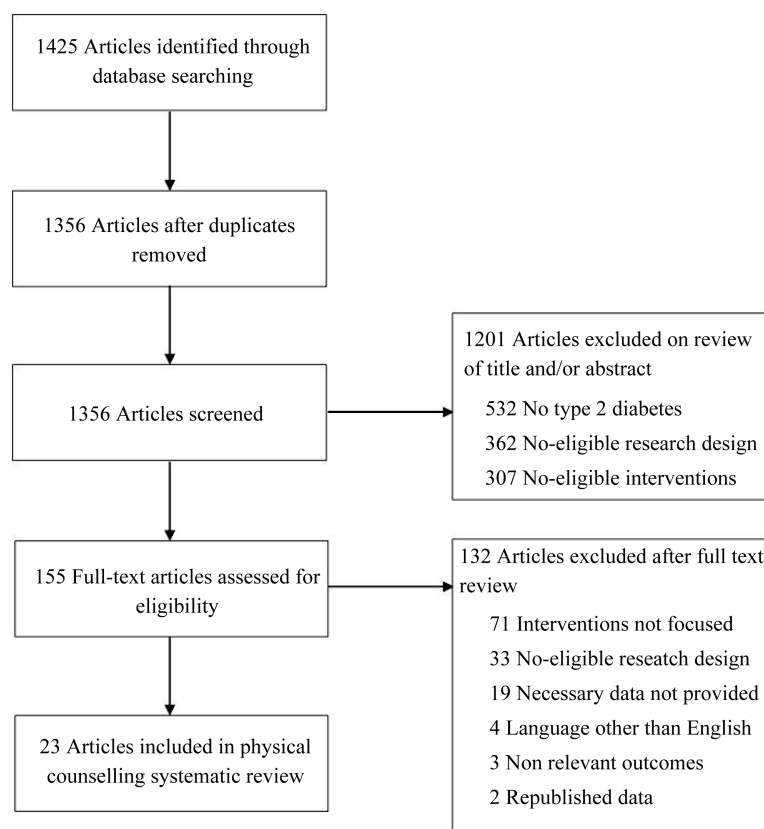 1425 Articles identified through
database searching
1356 Articles after duplicates
removed
1356 Articles screened
1201 Articles excluded on review
of title and/or abstract
532 No type 2 diabetes
362 No-eligible research design
307 No-eligible interventions
155 Full-text articles assessed for
eligibility
132 Articles excluded after full text
review
71 Interventions not focused
33 No-eligible reseatch design
19 Necessary data not provided
4 Language other than English
3 Non relevant outcomes
2 Republished data
23 Articles included in physical
counselling systematic review